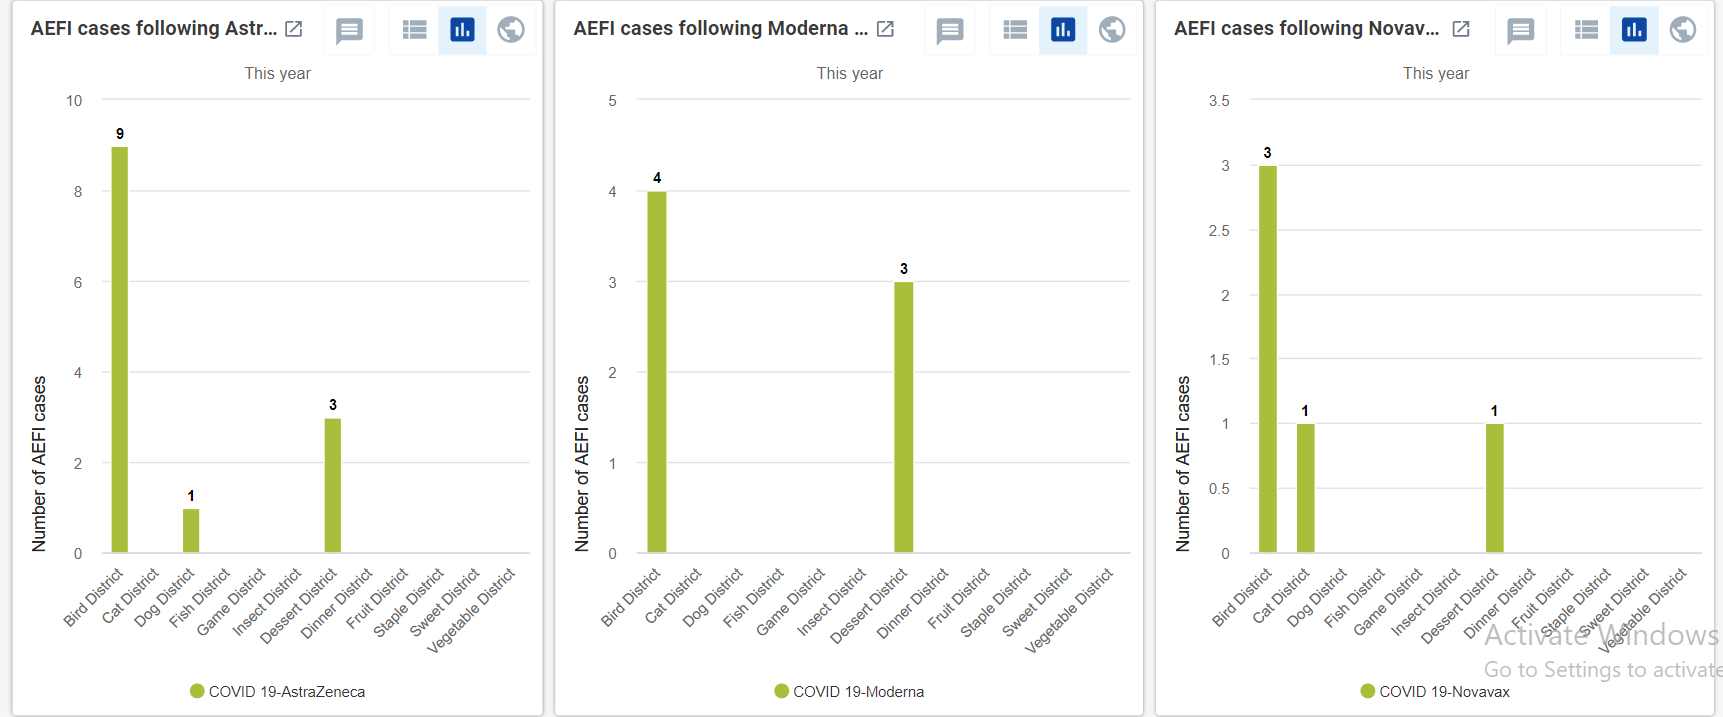 AEFI cases following Astr...
This year
10
8
6
4
2
0
Number of AEFI cases
9
1
3
Bird District
Cat District
Dog District
Fish District
Game District
Insect District
Dessert District
Dinner District
Fruit District
Staple District
Sweet District
Vegetable District
COVID 19-AstraZeneca
AEFI cases following Moderna ...
This year
5
4
3
2
1
0
Number of AEFI cases
4
3
Bird District
Cat District
Dog District
Fish District
Game District
Insect District
Dessert District
Dinner District
Fruit District
Staple District
Sweet District
Vegetable District
COVID 19-Moderna
AEFI cases following Novav...
This year
3.5
3
2.5
2
1.5
1
0.5
0
Number of AEFI cases
3
1
1
Bird District
Cat District
Dog District
Fish District
Game District
Insect District
Dessert District
Dinner District
Fruit District
Staple District
Sweet District
Vegetable District
COVID 19-Novavax
Activate Windows
Go to Settings to activate